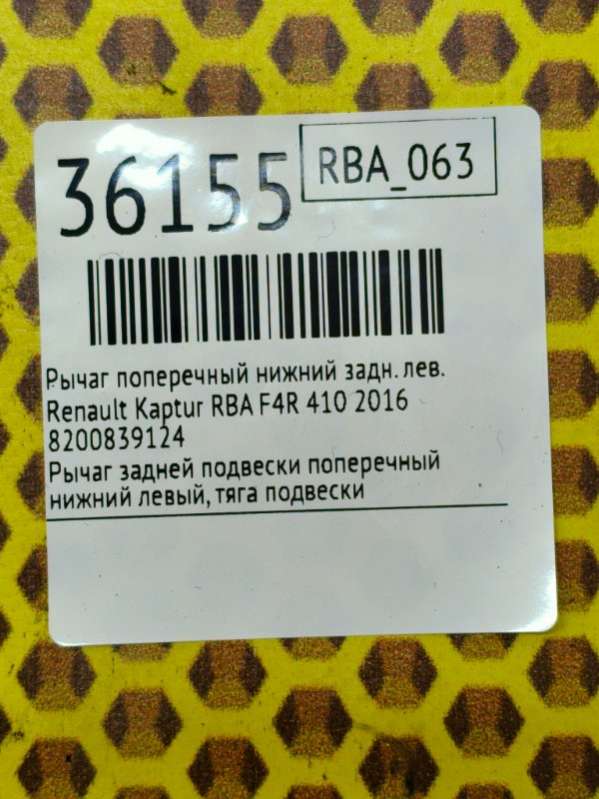 36155
RBA_063
Рычаг поперечный нижний задн. лев.
Renault Kaptur RBA F4R 410 2016
8200839124
Рычаг задней подвески поперечный
нижний левый, тяга подвески